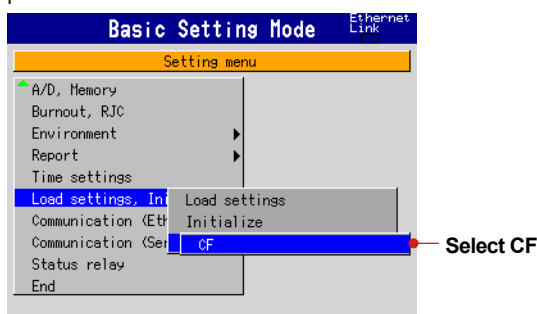 Basic Setting Mode
Ethernet
Link
Setting menu
A/D, Memory
Burnout, RJC
Environment
Report
Time settings
Load settings, Ini
Load settings
Communication (Eth
Initialize
Communication (Ser
CF
Select CF
Status relay
End